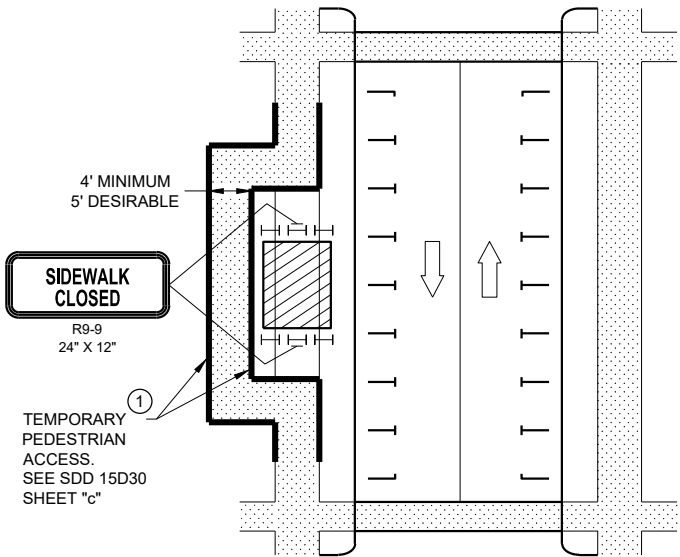 4' MINIMUM
5' DESIRABLE
SIDEWALK
CLOSED
R9-9
24" X 12"
1
TEMPORARY
PEDESTRIAN
ACCESS.
SEE SDD 15D30
SHEET "c"